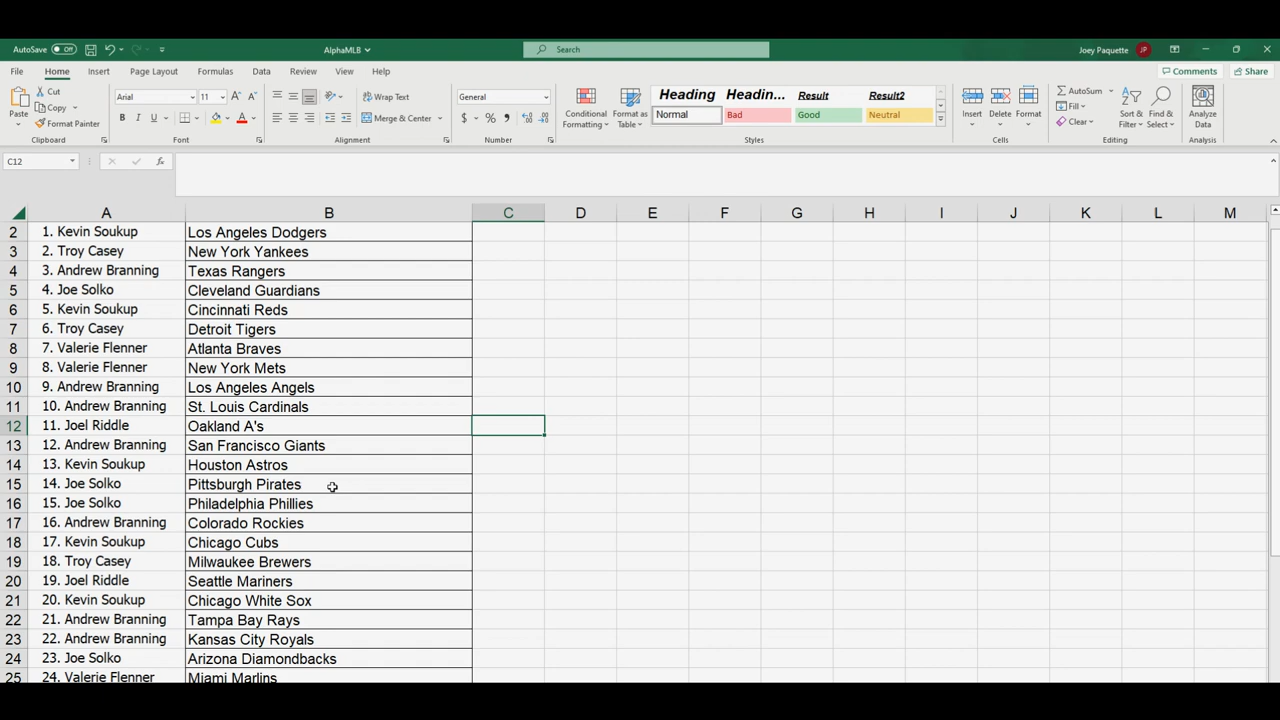 AutoSave Off AlphaMLB Search Joey Paquette JP
File Home Insert Page Layout Formulas Data Review View Help Comments Share
Paste Cut Copy Format Painter Clipboard
Arial 11 A A B I U A Font
Wrap Text Merge & Center Alignment
General $ % , Number
Conditional Formatting Format as Table
Heading Headin... Result Result2
Normal Bad Good Neutral
Styles
Insert Delete Format Cells
AutoSum Fill Clear Sort & Filter Find & Select Editing
Analyze Data Analysis
C12 fx
A B C D E F G H I J K L M
2 1. Kevin Soukup Los Angeles Dodgers
3 2. Troy Casey New York Yankees
4 3. Andrew Branning Texas Rangers
5 4. Joe Solko Cleveland Guardians
6 5. Kevin Soukup Cincinnati Reds
7 6. Troy Casey Detroit Tigers
8 7. Valerie Flenner Atlanta Braves
9 8. Valerie Flenner New York Mets
10 9. Andrew Branning Los Angeles Angels
11 10. Andrew Branning St. Louis Cardinals
12 11. Joel Riddle Oakland A's
13 12. Andrew Branning San Francisco Giants
14 13. Kevin Soukup Houston Astros
15 14. Joe Solko Pittsburgh Pirates
16 15. Joe Solko Philadelphia Phillies
17 16. Andrew Branning Colorado Rockies
18 17. Kevin Soukup Chicago Cubs
19 18. Troy Casey Milwaukee Brewers
20 19. Joel Riddle Seattle Mariners
21 20. Kevin Soukup Chicago White Sox
22 21. Andrew Branning Tampa Bay Rays
23 22. Andrew Branning Kansas City Royals
24 23. Joe Solko Arizona Diamondbacks
25 24. Valerie Flenner Miami Marlins